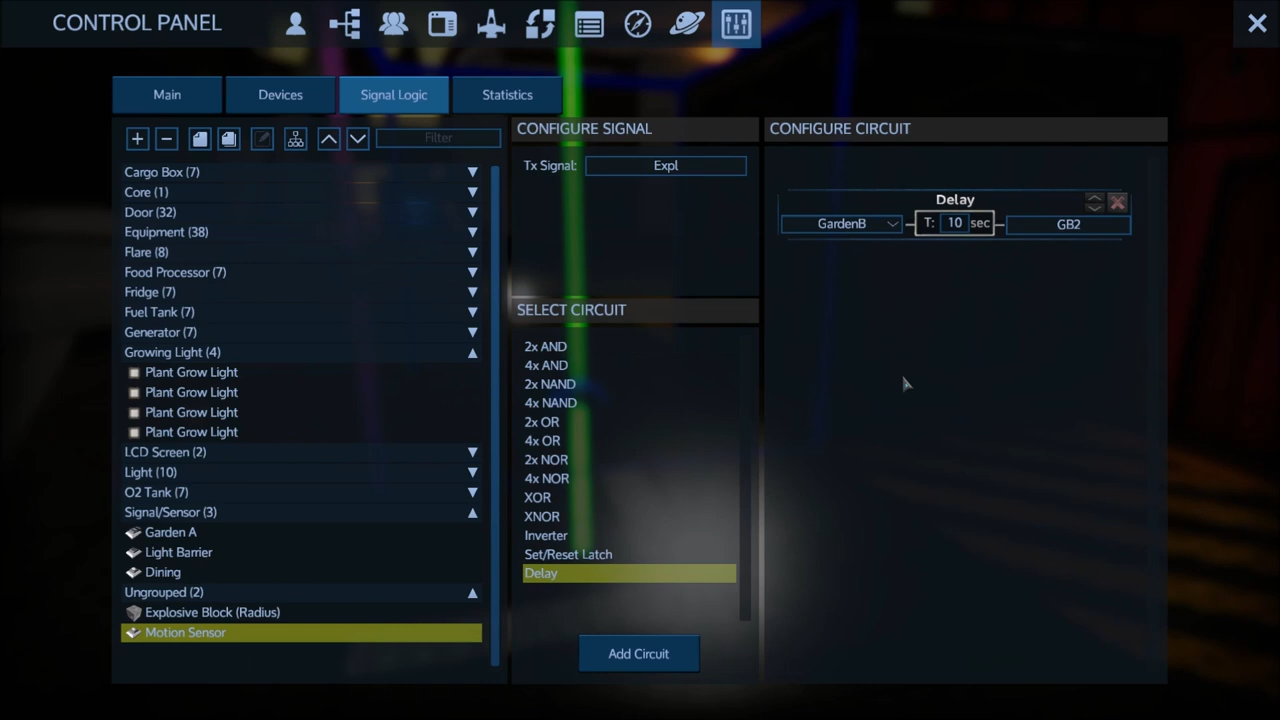 CONTROL PANEL
Main
Devices
Signal Logic
Statistics
Filter
Cargo Box (7)
Core (1)
Door (32)
Equipment (38)
Flare (8)
Food Processor (7)
Fridge (7)
Fuel Tank (7)
Generator (7)
Growing Light (4)
Plant Grow Light
Plant Grow Light
Plant Grow Light
Plant Grow Light
LCD Screen (2)
Light (10)
O2 Tank (7)
Signal/Sensor (3)
Garden A
Light Barrier
Dining
Ungrouped (2)
Explosive Block (Radius)
Motion Sensor
CONFIGURE SIGNAL
Tx Signal: Expl
SELECT CIRCUIT
2x AND
4x AND
2x NAND
4x NAND
2x OR
4x OR
2x NOR
4x NOR
XOR
XNOR
Inverter
Set/Reset Latch
Delay
Add Circuit
CONFIGURE CIRCUIT
Delay
GardenB T: 10 sec GB2